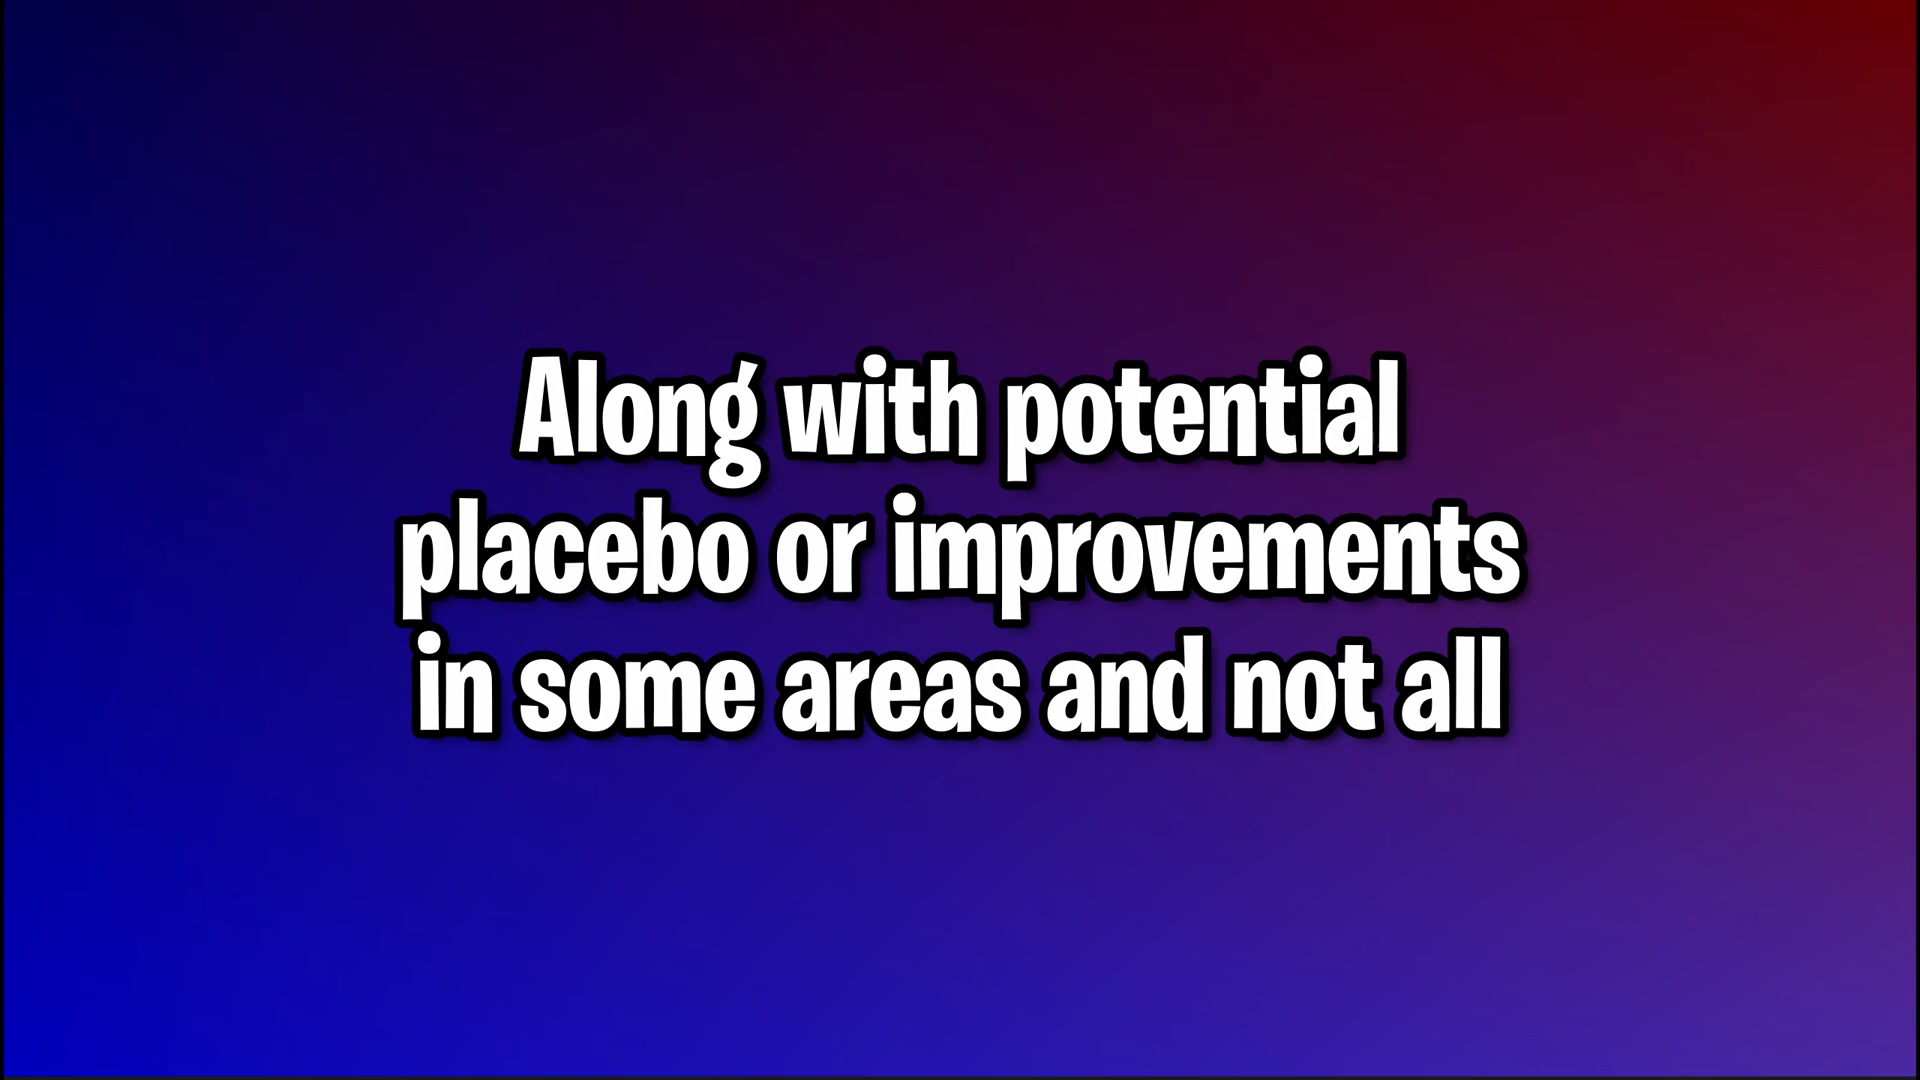 Along with potential
placebo or improvements
in some areas and not all